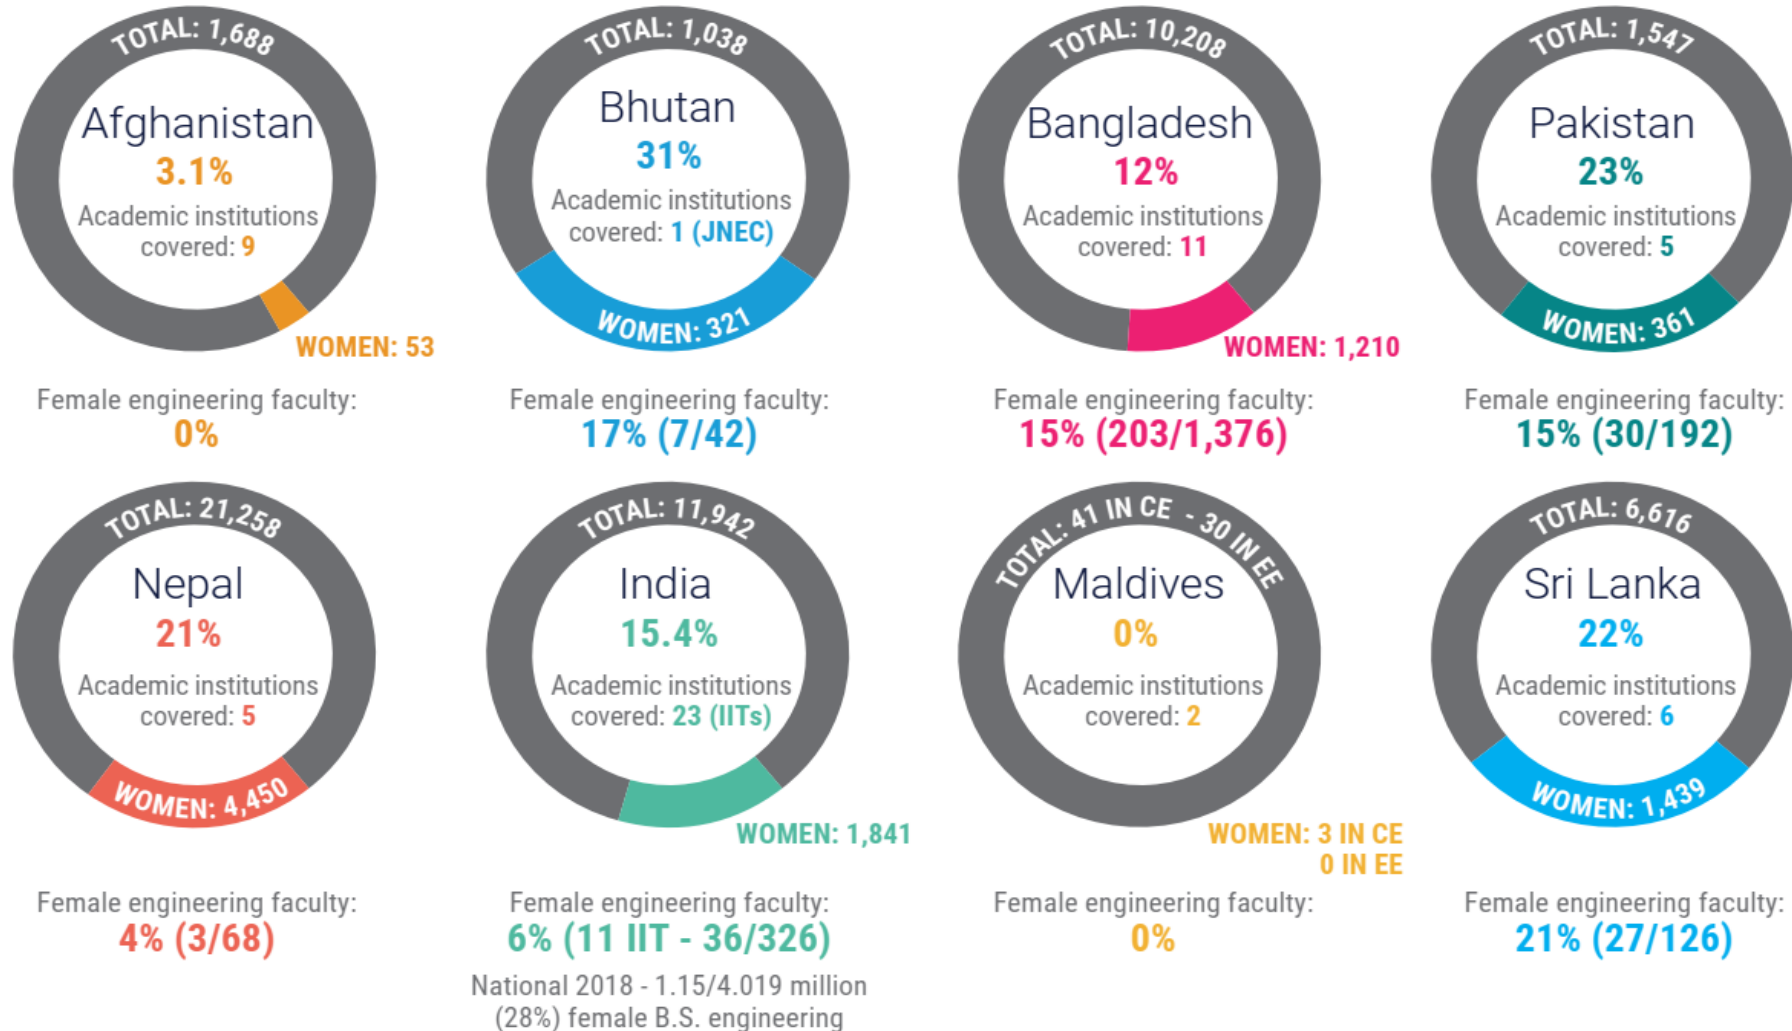 TOTAL: 1,688
Afghanistan
3.1%
Academic institutions
covered: 9
WOMEN: 53
Female engineering faculty:
0%
TOTAL: 1,038
Bhutan
31%
Academic institutions
covered: 1 (JNEC)
WOMEN: 321
Female engineering faculty:
17% (7/42)
TOTAL: 10,208
Bangladesh
12%
Academic institutions
covered: 11
WOMEN: 1,210
Female engineering faculty:
15% (203/1,376)
TOTAL: 1,547
Pakistan
23%
Academic institutions
covered: 5
WOMEN: 361
Female engineering faculty:
15% (30/192)
TOTAL: 21,258
Nepal
21%
Academic institutions
covered: 5
WOMEN: 4,450
Female engineering faculty:
4% (3/68)
TOTAL: 11,942
India
15.4%
Academic institutions
covered: 23 (IITs)
WOMEN: 1,841
Female engineering faculty:
6% (11 IIT - 36/326)
National 2018 - 1.15/4.019 million
(28%) female B.S. engineering
TOTAL: 41 IN CE - 30 IN EE
Maldives
0%
Academic institutions
covered: 2
WOMEN: 3 IN CE
0 IN EE
Female engineering faculty:
0%
TOTAL: 6,616
Sri Lanka
22%
Academic institutions
covered: 6
WOMEN: 1,439
Female engineering faculty:
21% (27/126)